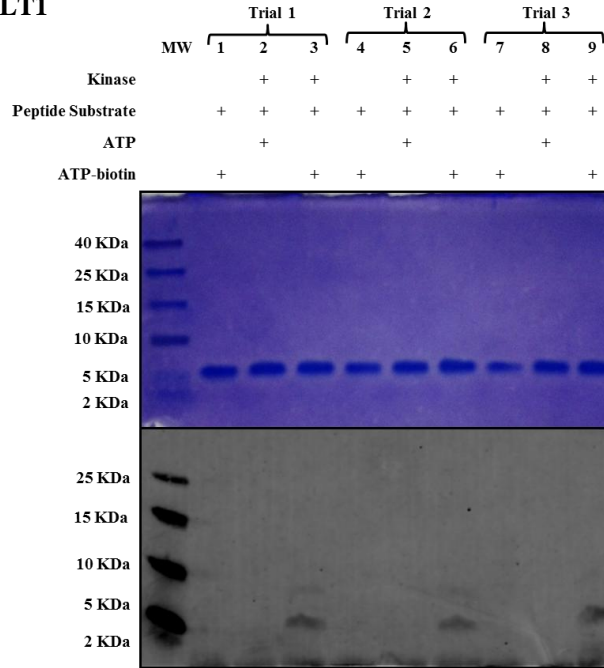 LT1
Trial 1 Trial 2 Trial 3
MW 1 2 3 4 5 6 7 8 9
Kinase + + + + + +
Peptide Substrate + + + + + + + + +
ATP + + +
ATP-biotin + + + + + +
40 KDa
25 KDa
15 KDa
10 KDa
5 KDa
2 KDa
25 KDa
15 KDa
10 KDa
5 KDa
2 KDa